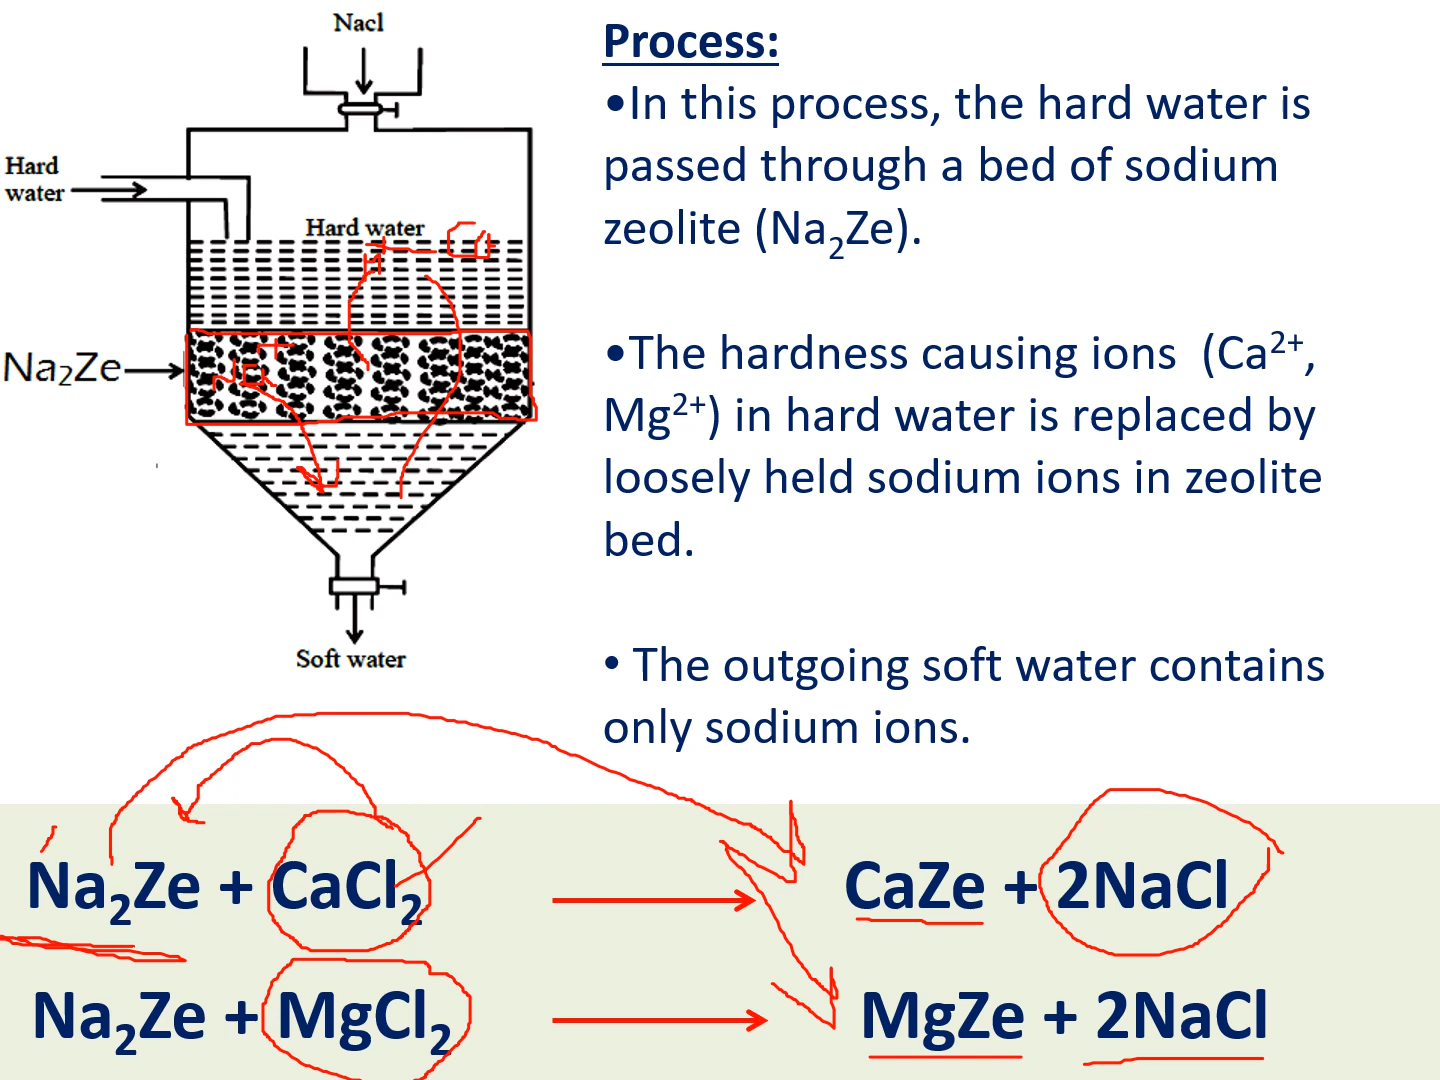 Nacl
Hard
water
Hard water
Na₂Ze
Soft water
Process:
•In this process, the hard water is
passed through a bed of sodium
zeolite (Na₂Ze).
•The hardness causing ions (Ca²⁺,
Mg²⁺) in hard water is replaced by
loosely held sodium ions in zeolite
bed.
• The outgoing soft water contains
only sodium ions.
Na₂Ze + CaCl₂ → CaZe + 2NaCl
Na₂Ze + MgCl₂ → MgZe + 2NaCl